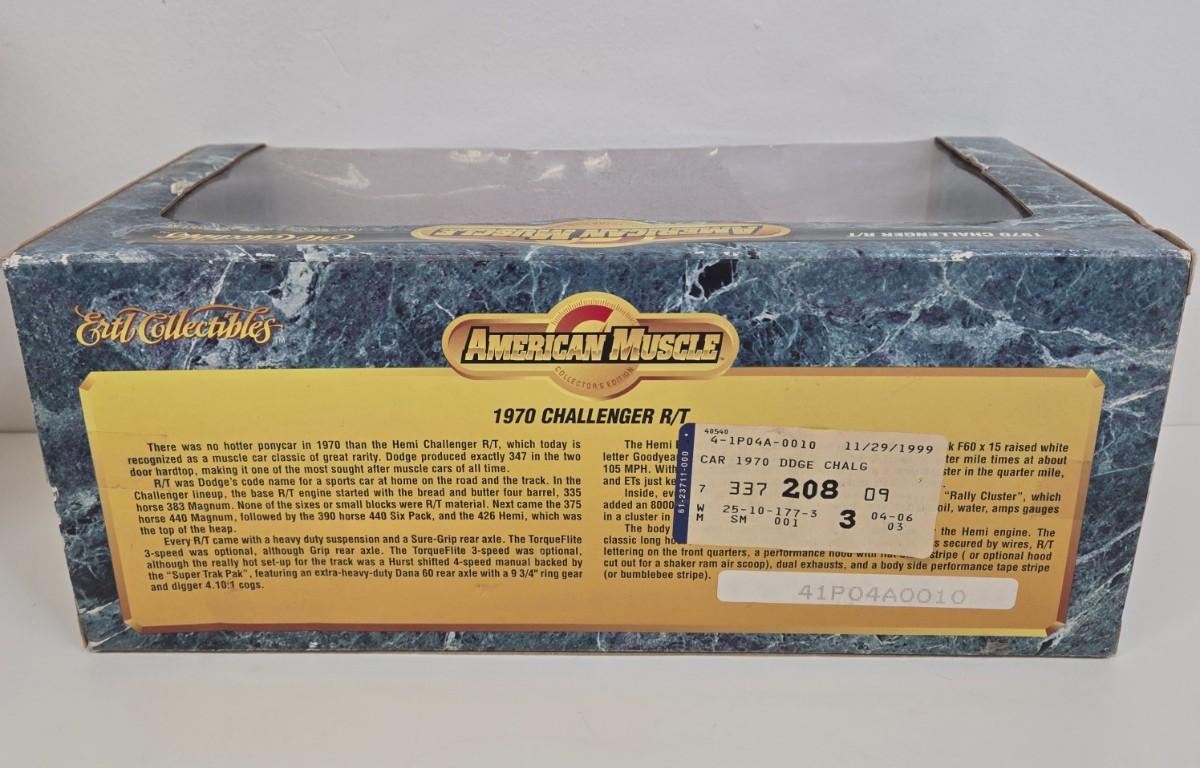 Ertl Collectibles
AMERICAN MUSCLE
1970 CHALLENGER R/T
Ertl Collectibles
AMERICAN MUSCLE
COLLECTOR'S EDITION
1970 CHALLENGER R/T
There was no hotter ponycar in 1970 than the Hemi Challenger R/T, which today is
recognized as a muscle car classic of great rarity. Dodge produced exactly 347 in the two
door hardtop, making it one of the most sought after muscle cars of all time.
R/T was Dodge's code name for a sports car at home on the road and the track. In the
Challenger lineup, the base R/T engine started with the bread and butter four barrel, 335
horse 383 Magnum. None of the sizes or small blocks were R/T material. Next came the 375
horse 440 Magnum, followed by the 390 horse 440 Six Pack, and the 426 Hemi, which was
the top of the heap.
Every R/T came with a heavy duty suspension and a Sure-Grip rear axle. The TorqueFlite
3-speed was optional, although Grip rear axle. The TorqueFlite 3-speed was optional,
although the really hot set-up for the track was a Hurst shifted 4-speed manual backed by
the "Super Trak Pak", featuring an extra-heavy-duty Dana 60 rear axle with a 9 3/4" ring gear
and digger 4.10:1 cogs.
The Hemi k F60 x 15 raised white
letter Goodyea ter mile times at about
105 MPH. With ster in the quarter mile,
and ETs just ke
Inside, ev "Rally Cluster", which
added an 8000 oil, water, amps gauges
in a cluster in
The body the Hemi engine. The
classic long ho s secured by wires, R/T
lettering on the front quarters, a performance hood with stripe ( or optional hood
cut out for a shaker ram air scoop), dual exhausts, and a body side performance tape stripe
(or bumblebee stripe).
40540
4-1P04A-0010 11/29/1999
CAR 1970 DDGE CHALG
7 337 208 09
WM 25-10-177-3 3 04-06
SM 001 03
61-23711-000
41P04A0010